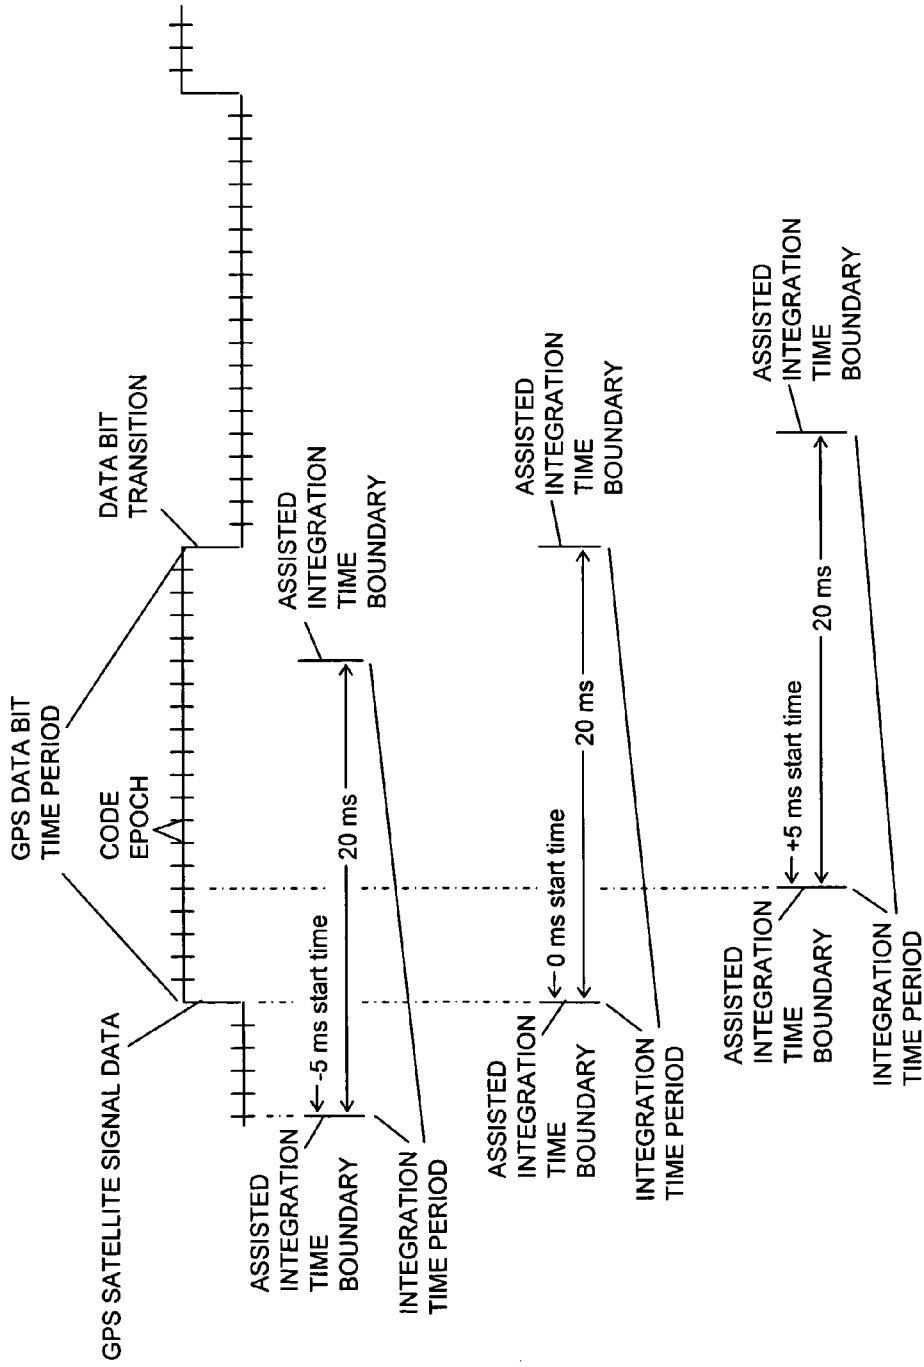 GPS DATA BIT
TIME PERIOD
DATA BIT
TRANSITION
CODE
EPOCH
GPS SATELLITE SIGNAL DATA
-5 ms start time
20 ms
ASSISTED
INTEGRATION
TIME
BOUNDARY
ASSISTED
INTEGRATION
TIME
BOUNDARY
INTEGRATION
TIME PERIOD
0 ms start time
20 ms
ASSISTED
INTEGRATION
TIME
BOUNDARY
ASSISTED
INTEGRATION
TIME
BOUNDARY
INTEGRATION
TIME PERIOD
+5 ms start time
20 ms
ASSISTED
INTEGRATION
TIME
BOUNDARY
ASSISTED
INTEGRATION
TIME
BOUNDARY
INTEGRATION
TIME PERIOD